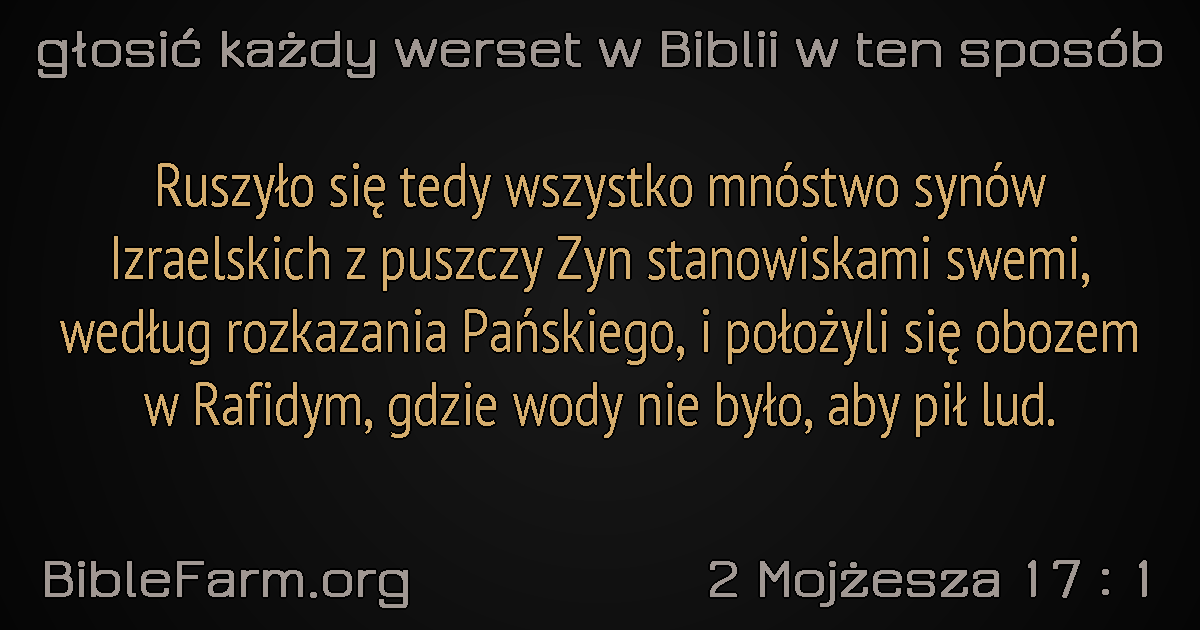 głosić każdy werset w Biblii w ten sposób
Ruszyło się tedy wszystko mnóstwo synów
Izraelskich z puszczy Zyn stanowiskami swemi,
według rozkazania Pańskiego, i położyli się obozem
w Rafidym, gdzie wody nie było, aby pił lud.
BibleFarm.org
2 Mojżesza 17 : 1